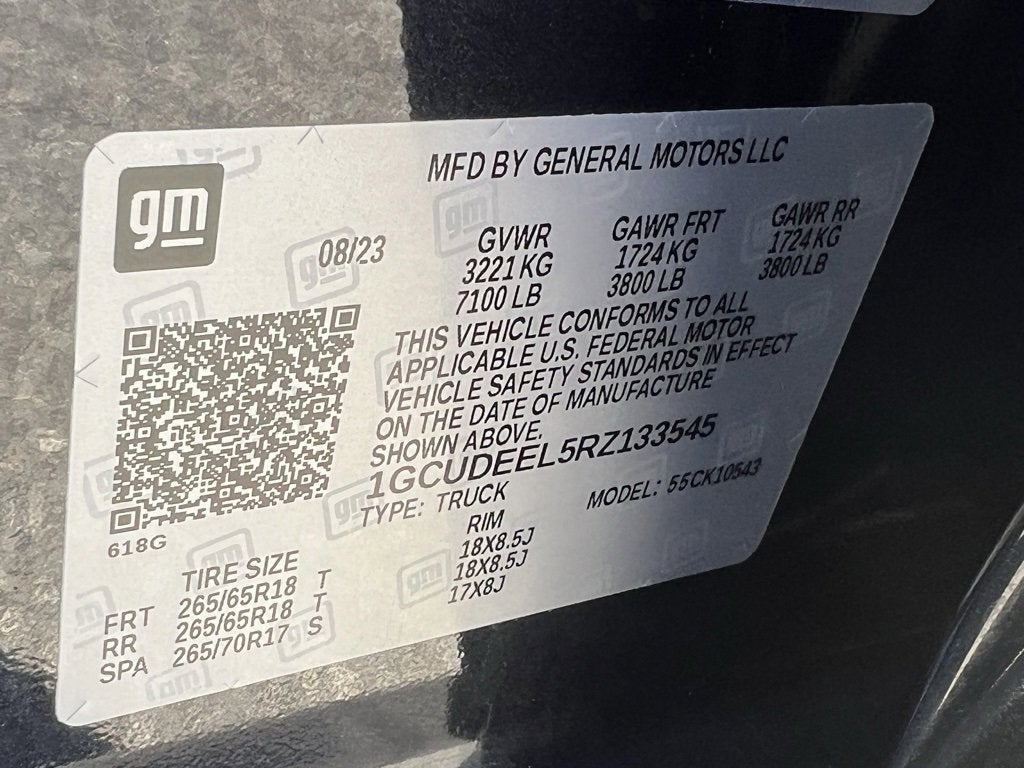 gm
MFD BY GENERAL MOTORS LLC
08/23
GVWR GAWR FRT GAWR RR
3221 KG 1724 KG 1724 KG
7100 LB 3800 LB 3800 LB
THIS VEHICLE CONFORMS TO ALL
APPLICABLE U.S. FEDERAL MOTOR
VEHICLE SAFETY STANDARDS IN EFFECT
ON THE DATE OF MANUFACTURE
SHOWN ABOVE.
1GCUDEEL5RZ133545
TYPE: TRUCK MODEL: 55CK10543
618G
TIRE SIZE RIM
FRT 265/65R18 T 18X8.5J
RR 265/65R18 T 18X8.5J
SPA 265/70R17 S 17X8J